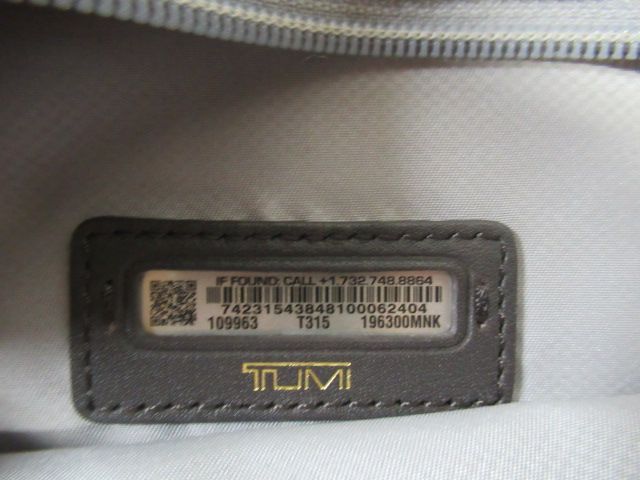 IF FOUND: CALL +1.732.748.8864
74231543848100062404
109963 T315 196300MNK
TUMI